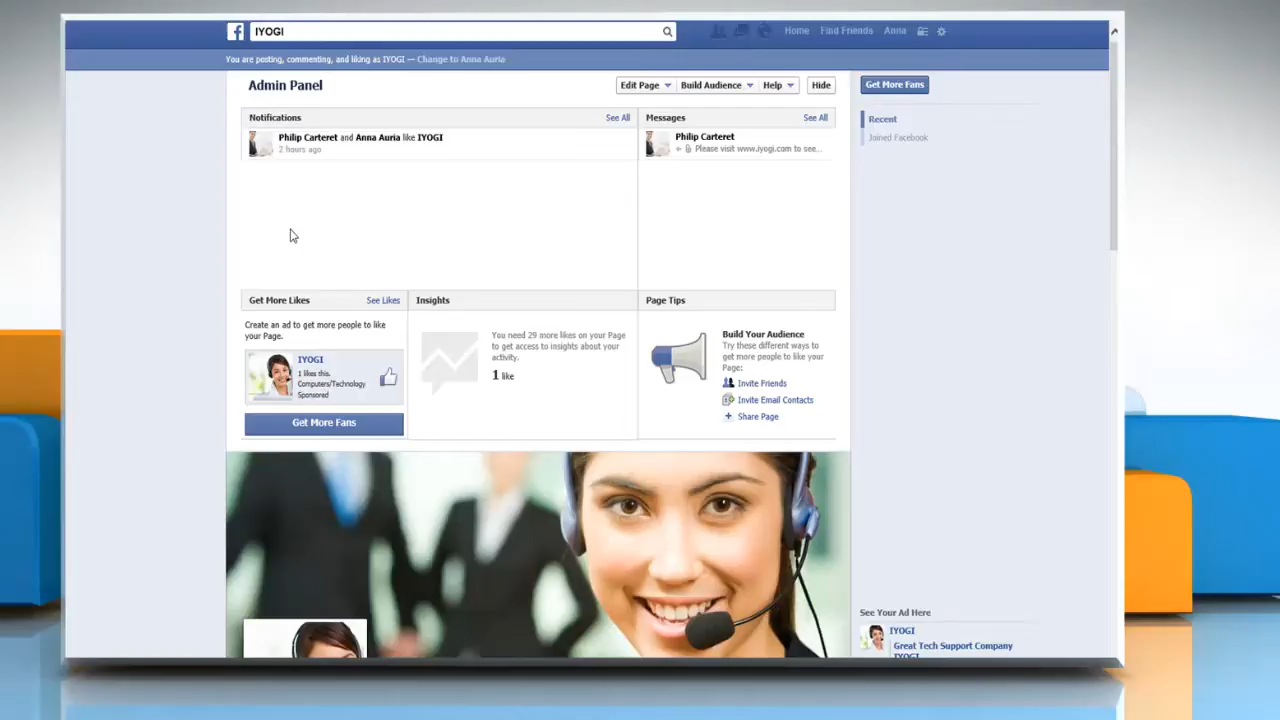 IYOGI
Home Find Friends Anna
You are posting, commenting, and liking as IYOGI — Change to Anna Auria
Admin Panel
Edit Page Build Audience Help Hide
Get More Fans
Recent
Joined Facebook
Notifications See All
Philip Carteret and Anna Auria like IYOGI
2 hours ago
Messages See All
Philip Carteret
Please visit www.iyogi.com to see...
Get More Likes See Likes
Create an ad to get more people to like
your Page.
IYOGI
1 likes this.
Computers/Technology
Sponsored
Get More Fans
Insights
You need 29 more likes on your Page
to get access to insights about your
activity.
1 like
Page Tips
Build Your Audience
Try these different ways to
get more people to like your
Page:
Invite Friends
Invite Email Contacts
Share Page
See Your Ad Here
IYOGI
Great Tech Support Company
IYOGI